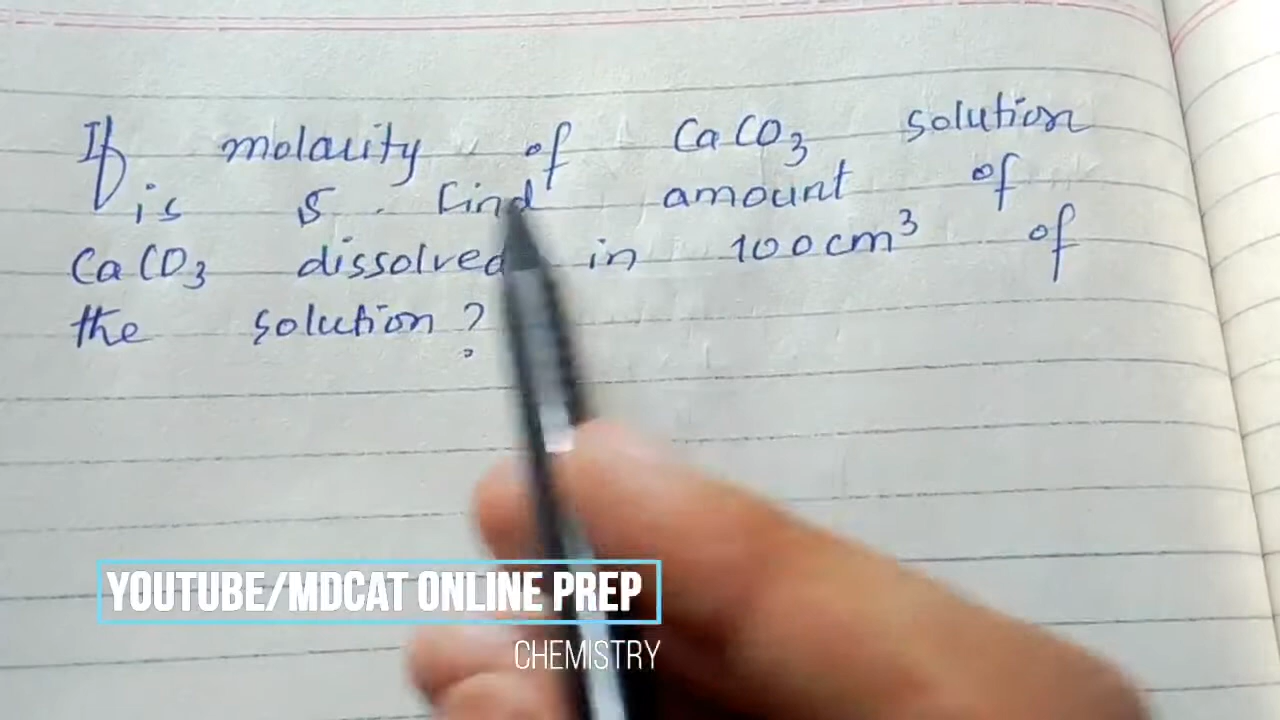 If molarity of CaCO3 solution
is 5. Find amount of
CaCO3 dissolved in 100cm³ of
the solution?
YOUTUBE/MDCAT ONLINE PREP
CHEMISTRY